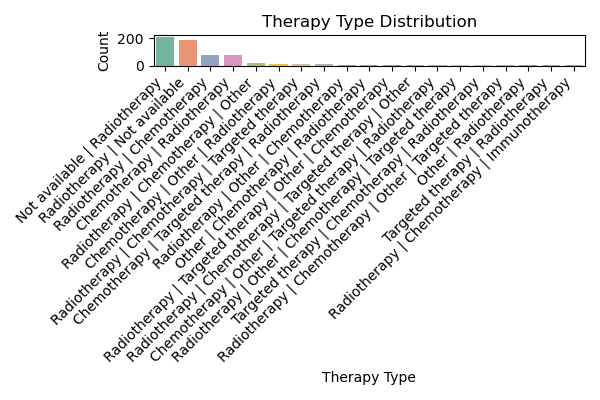 Therapy Type Distribution
Count
200
0
Not available | Radiotherapy
Radiotherapy | Not available
Radiotherapy | Chemotherapy
Chemotherapy | Radiotherapy
Radiotherapy | Chemotherapy | Other
Chemotherapy | Other | Radiotherapy
Radiotherapy | Chemotherapy | Targeted therapy
Chemotherapy | Targeted therapy | Radiotherapy
Radiotherapy | Other | Chemotherapy
Other | Chemotherapy | Radiotherapy
Radiotherapy | Targeted therapy | Other | Chemotherapy
Radiotherapy | Chemotherapy | Targeted therapy | Other
Chemotherapy | Other | Targeted therapy | Radiotherapy
Radiotherapy | Other | Chemotherapy | Targeted therapy
Targeted therapy | Chemotherapy | Radiotherapy
Radiotherapy | Chemotherapy | Other | Targeted therapy
Other | Radiotherapy
Targeted therapy | Radiotherapy
Radiotherapy | Chemotherapy | Immunotherapy
Therapy Type